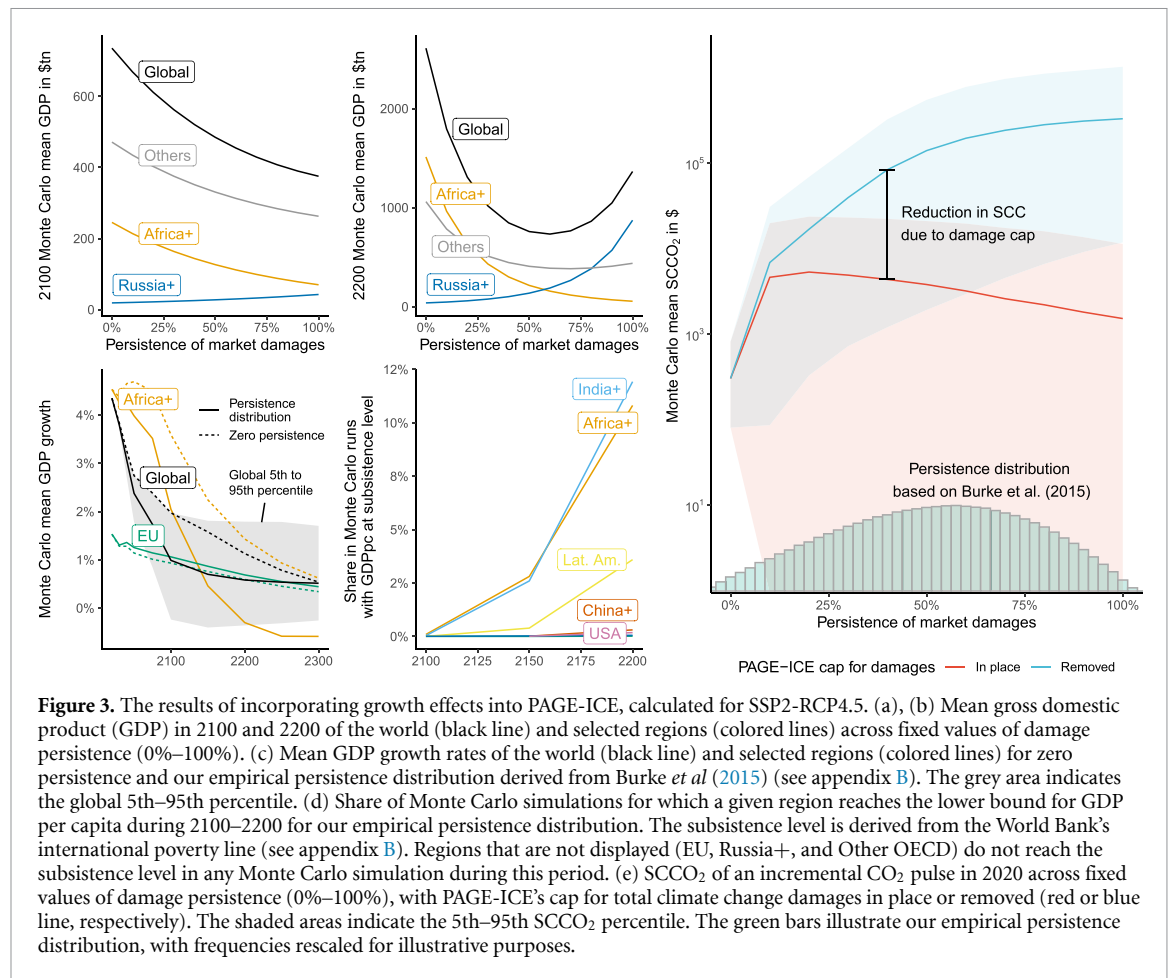 2100 Monte Carlo mean GDP in $tn
600
400
200
0
Global
Others
Africa+
Russia+
0%
25%
50%
75%
100%
Persistence of market damages
2200 Monte Carlo mean GDP in $tn
2000
1000
0
Global
Africa+
Others
Russia+
0%
25%
50%
75%
100%
Persistence of market damages
Monte Carlo mean GDP growth
4%
3%
2%
1%
0%
Africa+
Global
EU
Persistence
distribution
Zero persistence
Global 5th to
95th percentile
2100
2200
2300
Share in Monte Carlo runs
with GDPpc at subsistence level
12%
10%
8%
5%
2%
0%
India+
Africa+
Lat. Am.
China+
USA
2100
2125
2150
2175
2200
Monte Carlo mean SCCO₂ in $
10⁵
10³
10¹
Reduction in SCC
due to damage cap
Persistence distribution
based on Burke et al. (2015)
0%
25%
50%
75%
100%
Persistence of market damages
PAGE−ICE cap for damages
In place
Removed
Figure 3. The results of incorporating growth effects into PAGE-ICE, calculated for SSP2-RCP4.5. (a), (b) Mean gross domestic
product (GDP) in 2100 and 2200 of the world (black line) and selected regions (colored lines) across fixed values of damage
persistence (0%–100%). (c) Mean GDP growth rates of the world (black line) and selected regions (colored lines) for zero
persistence and our empirical persistence distribution derived from Burke et al (2015) (see appendix B). The grey area indicates
the global 5th–95th percentile. (d) Share of Monte Carlo simulations for which a given region reaches the lower bound for GDP
per capita during 2100–2200 for our empirical persistence distribution. The subsistence level is derived from the World Bank's
international poverty line (see appendix B). Regions that are not displayed (EU, Russia+, and Other OECD) do not reach the
subsistence level in any Monte Carlo simulation during this period. (e) SCCO₂ of an incremental CO₂ pulse in 2020 across fixed
values of damage persistence (0%–100%), with PAGE-ICE's cap for total climate change damages in place or removed (red or blue
line, respectively). The shaded areas indicate the 5th–95th SCCO₂ percentile. The green bars illustrate our empirical persistence
distribution, with frequencies rescaled for illustrative purposes.